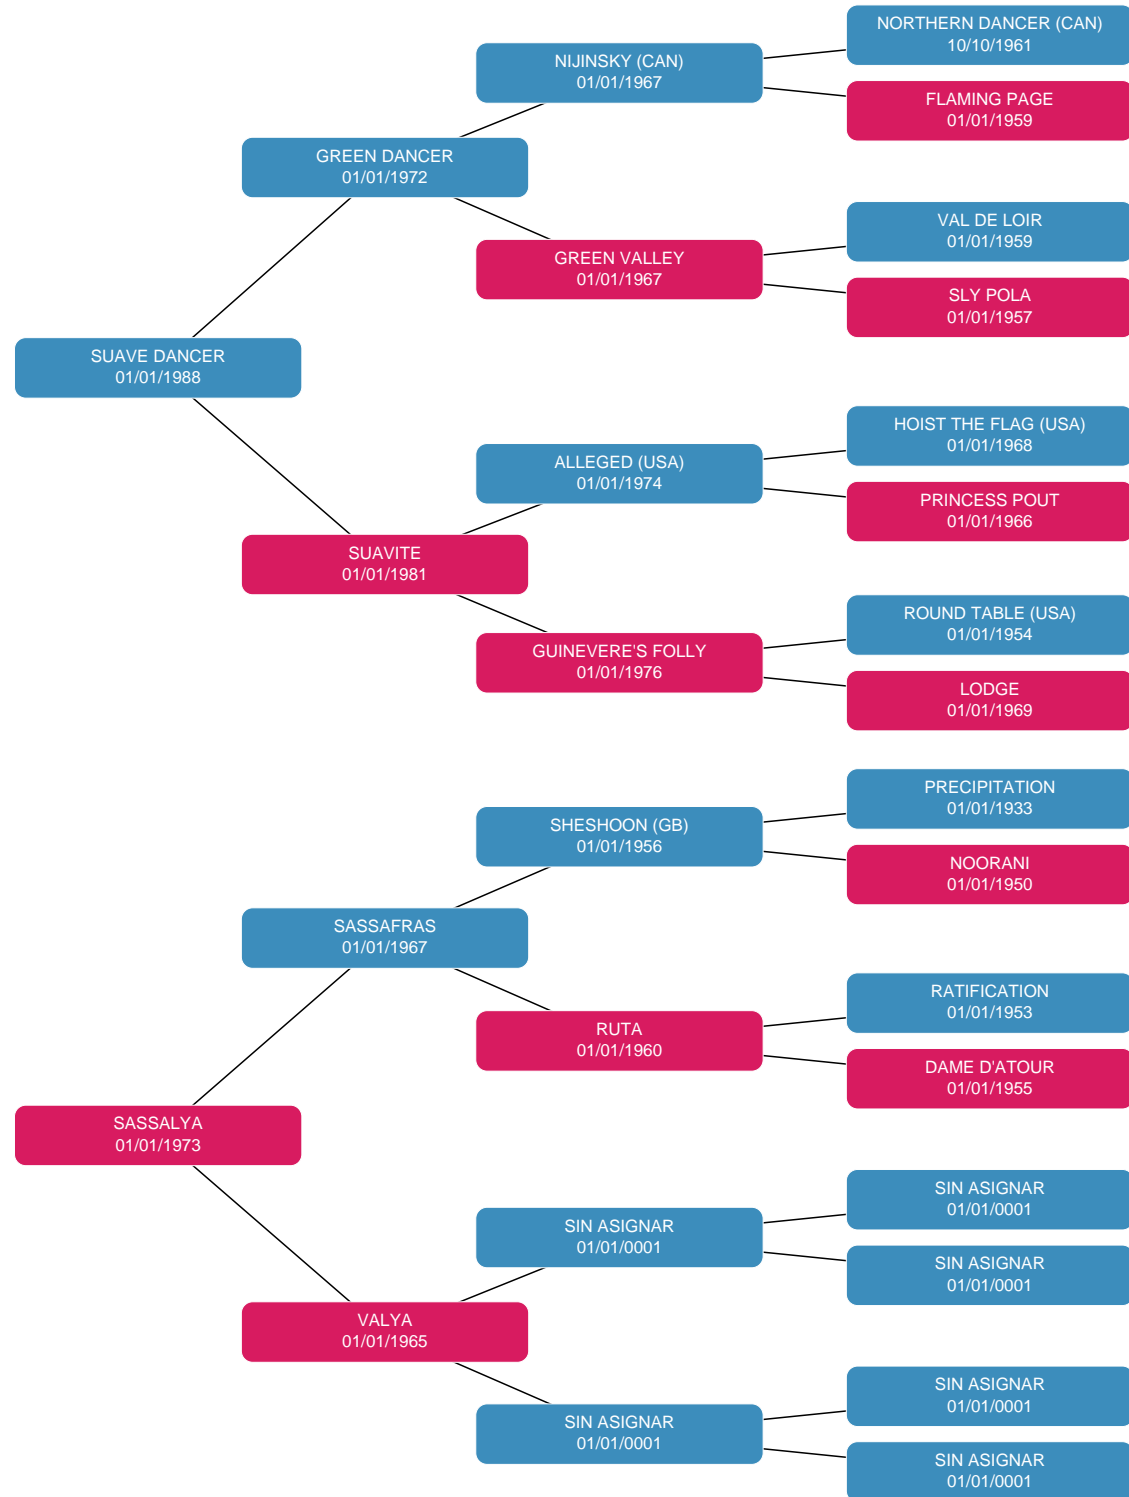 NORTHERN DANCER (CAN)
10/10/1961
NIJINSKY (CAN)
01/01/1967
FLAMING PAGE
01/01/1959
GREEN DANCER
01/01/1972
VAL DE LOIR
01/01/1959
GREEN VALLEY
01/01/1967
SLY POLA
01/01/1957
SUAVE DANCER
01/01/1988
HOIST THE FLAG (USA)
01/01/1968
ALLEGED (USA)
01/01/1974
PRINCESS POUT
01/01/1966
SUAVITE
01/01/1981
ROUND TABLE (USA)
01/01/1954
GUINEVERE'S FOLLY
01/01/1976
LODGE
01/01/1969
PRECIPITATION
01/01/1933
SHESHOON (GB)
01/01/1956
NOORANI
01/01/1950
SASSAFRAS
01/01/1967
RATIFICATION
01/01/1953
RUTA
01/01/1960
DAME D'ATOUR
01/01/1955
SASSALYA
01/01/1973
SIN ASIGNAR
01/01/0001
SIN ASIGNAR
01/01/0001
SIN ASIGNAR
01/01/0001
VALYA
01/01/1965
SIN ASIGNAR
01/01/0001
SIN ASIGNAR
01/01/0001
SIN ASIGNAR
01/01/0001